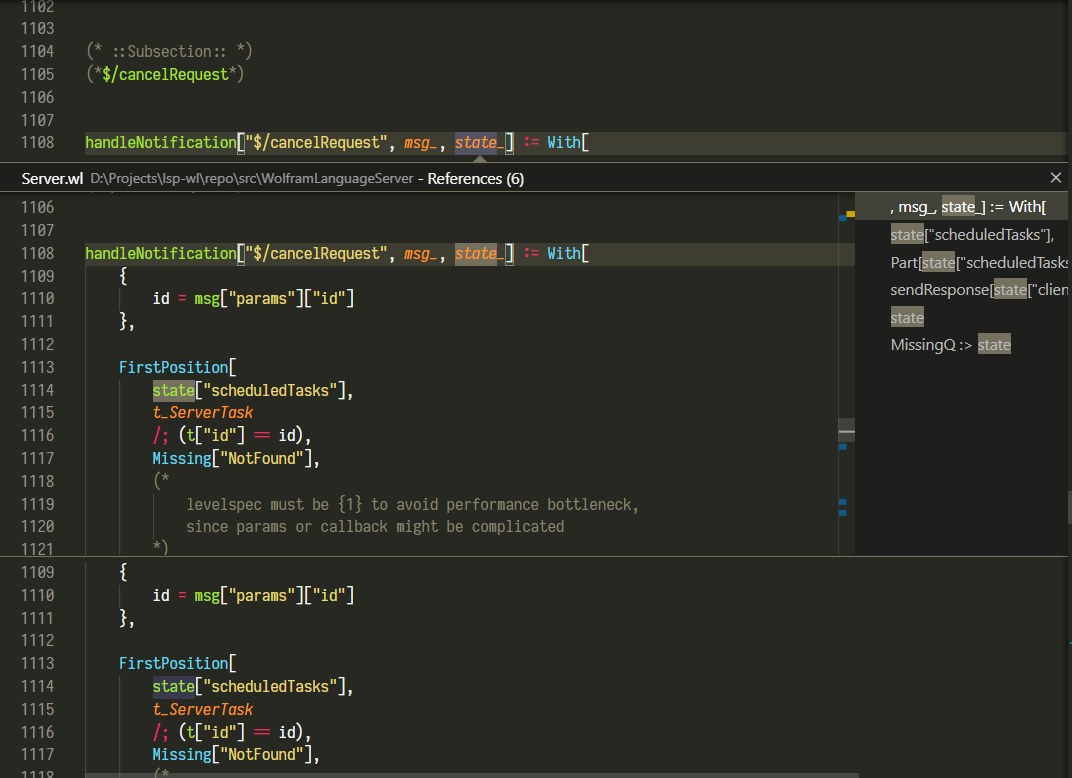 1102
1103
1104 (* ::Subsection:: *)
1105 (*$/cancelRequest*)
1106
1107
1108 handleNotification["$/cancelRequest", msg_, state_] := With[
Server.wl D:\Projects\lsp-wl\repo\src\WolframLanguageServer - References (6)
1106
1107
1108 handleNotification["$/cancelRequest", msg_, state_] := With[
1109 {
1110 id = msg["params"]["id"]
1111 },
1112
1113 FirstPosition[
1114 state["scheduledTasks"],
1115 t_ServerTask
1116 /; (t["id"] == id),
1117 Missing["NotFound"],
1118 (*
1119 levelspec must be {1} to avoid performance bottleneck,
1120 since params or callback might be complicated
1121 *)
, msg_, state_] := With[
state["scheduledTasks"],
Part[state["scheduledTasks
sendResponse[state["clien
state
MissingQ :> state
1109 {
1110 id = msg["params"]["id"]
1111 },
1112
1113 FirstPosition[
1114 state["scheduledTasks"],
1115 t_ServerTask
1116 /; (t["id"] == id),
1117 Missing["NotFound"],
1118 (*